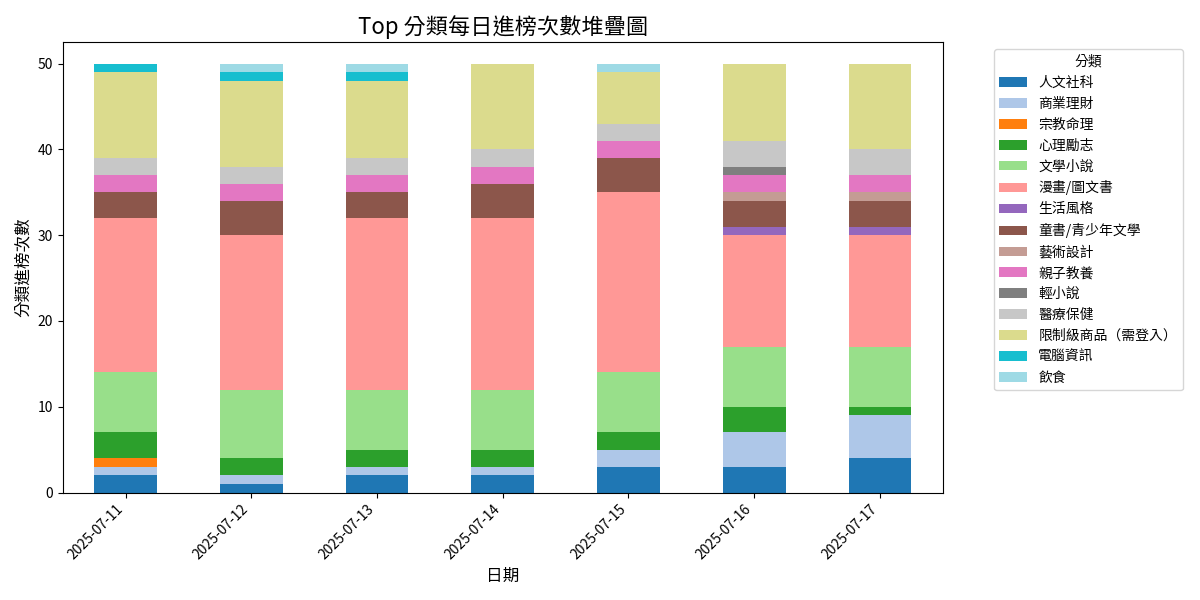 Top 分類每日進榜次數堆疊圖
分類進榜次數
50
40
30
20
10
0
2025-07-11
2025-07-12
2025-07-13
2025-07-14
2025-07-15
2025-07-16
2025-07-17
日期
分類
人文社科
商業理財
宗教命理
心理勵志
文學小說
漫畫/圖文書
生活風格
童書/青少年文學
藝術設計
親子教養
輕小說
醫療保健
限制級商品（需登入）
電腦資訊
飲食